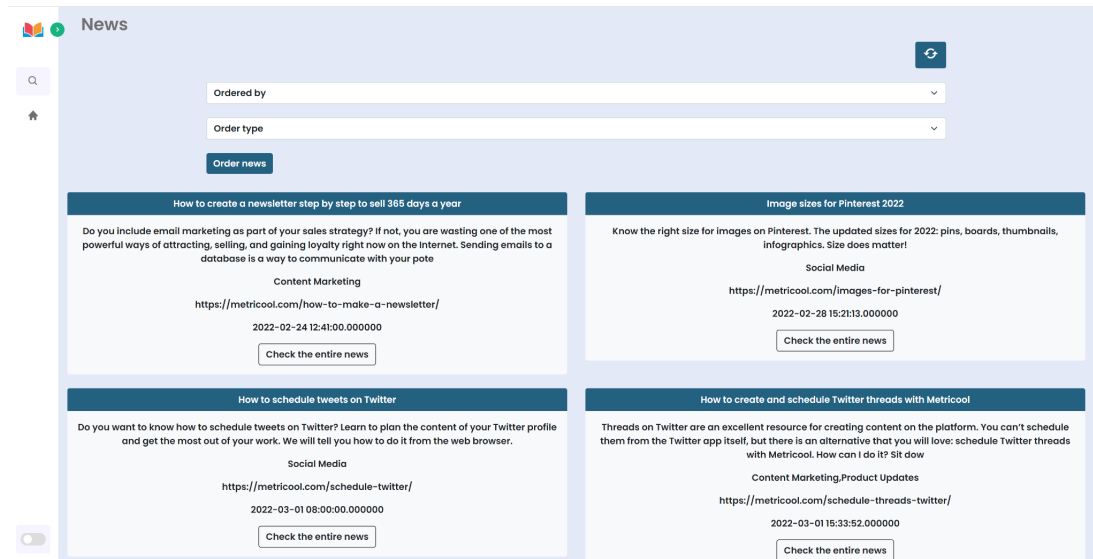 News
Ordered by
Order type
Order news
How to create a newsletter step by step to sell 365 days a year
Do you include email marketing as part of your sales strategy? If not, you are wasting one of the most
powerful ways of attracting, selling, and gaining loyalty right now on the Internet. Sending emails to a
database is a way to communicate with your pote
Content Marketing
https://metricool.com/how-to-make-a-newsletter/
2022-02-24 12:41:00.000000
Check the entire news
Image sizes for Pinterest 2022
Know the right size for images on Pinterest. The updated sizes for 2022: pins, boards, thumbnails,
infographics. Size does matter!
Social Media
https://metricool.com/images-for-pinterest/
2022-02-28 15:21:13.000000
Check the entire news
How to schedule tweets on Twitter
Do you want to know how to schedule tweets on Twitter? Learn to plan the content of your Twitter profile
and get the most out of your work. We will tell you how to do it from the web browser.
Social Media
https://metricool.com/schedule-twitter/
2022-03-01 08:00:00.000000
Check the entire news
How to create and schedule Twitter threads with Metricool
Threads on Twitter are an excellent resource for creating content on the platform. You can't schedule
them from the Twitter app itself, but there is an alternative that you will love: schedule Twitter threads
with Metricool. How can I do it? Sit dow
Content Marketing,Product Updates
https://metricool.com/schedule-threads-twitter/
2022-03-01 15:33:52.000000
Check the entire news